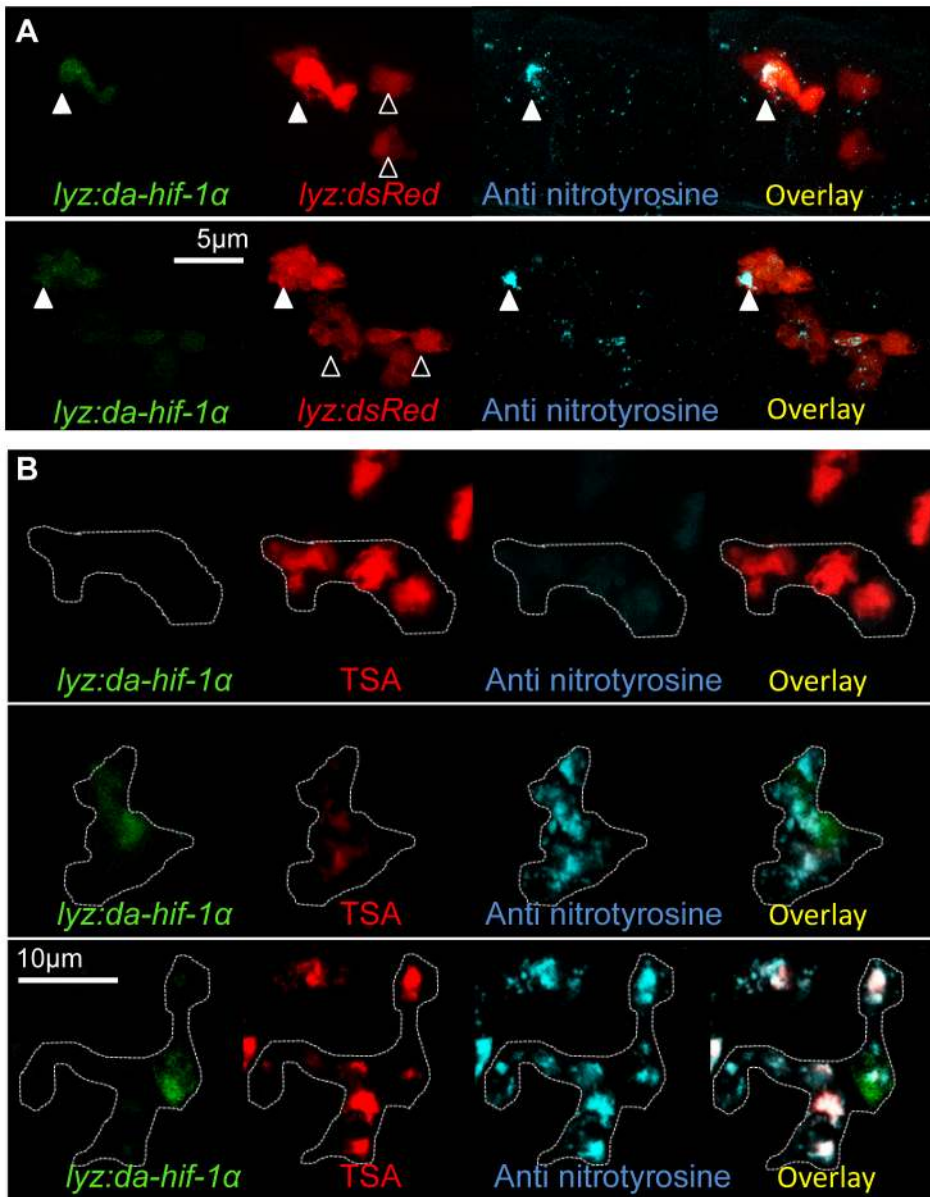 A
lyz:da-hif-1α lyz:dsRed Anti nitrotyrosine Overlay
5µm
lyz:da-hif-1α lyz:dsRed Anti nitrotyrosine Overlay
B
lyz:da-hif-1α TSA Anti nitrotyrosine Overlay
lyz:da-hif-1α TSA Anti nitrotyrosine Overlay
10µm
lyz:da-hif-1α TSA Anti nitrotyrosine Overlay